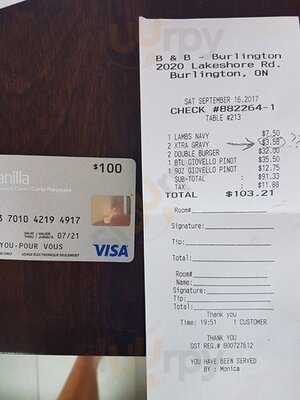 anilla
$100
7010 4219 4917
07/21
YOU-POUR VOUS
VISA
B & B - Burlington
2020 Lakeshore Rd.
Burlington, ON
SAT SEPTEMBER 16,2017
CHECK #882264-1
TABLE #213
1 LAMBS NAVY $7.50
2 XTRA GRAVY $3.58
2 DOUBLE BURGER $32.00
1 BTL GIOVELLO PINOT $35.50
1 9OZ GIOVELLO PINOT $12.75
SUB-TOTAL: $91.33
TAX: $11.88
TOTAL $103.21
Room#
Signature:
Tip:
Total:
Room#
Name:
Signature:
Tip:
Total:
Thank you
Time: 19:51 1 CUSTOMER
THANK YOU
GST REG.# 800727612
YOU HAVE BEEN SERVED
BY : Monica